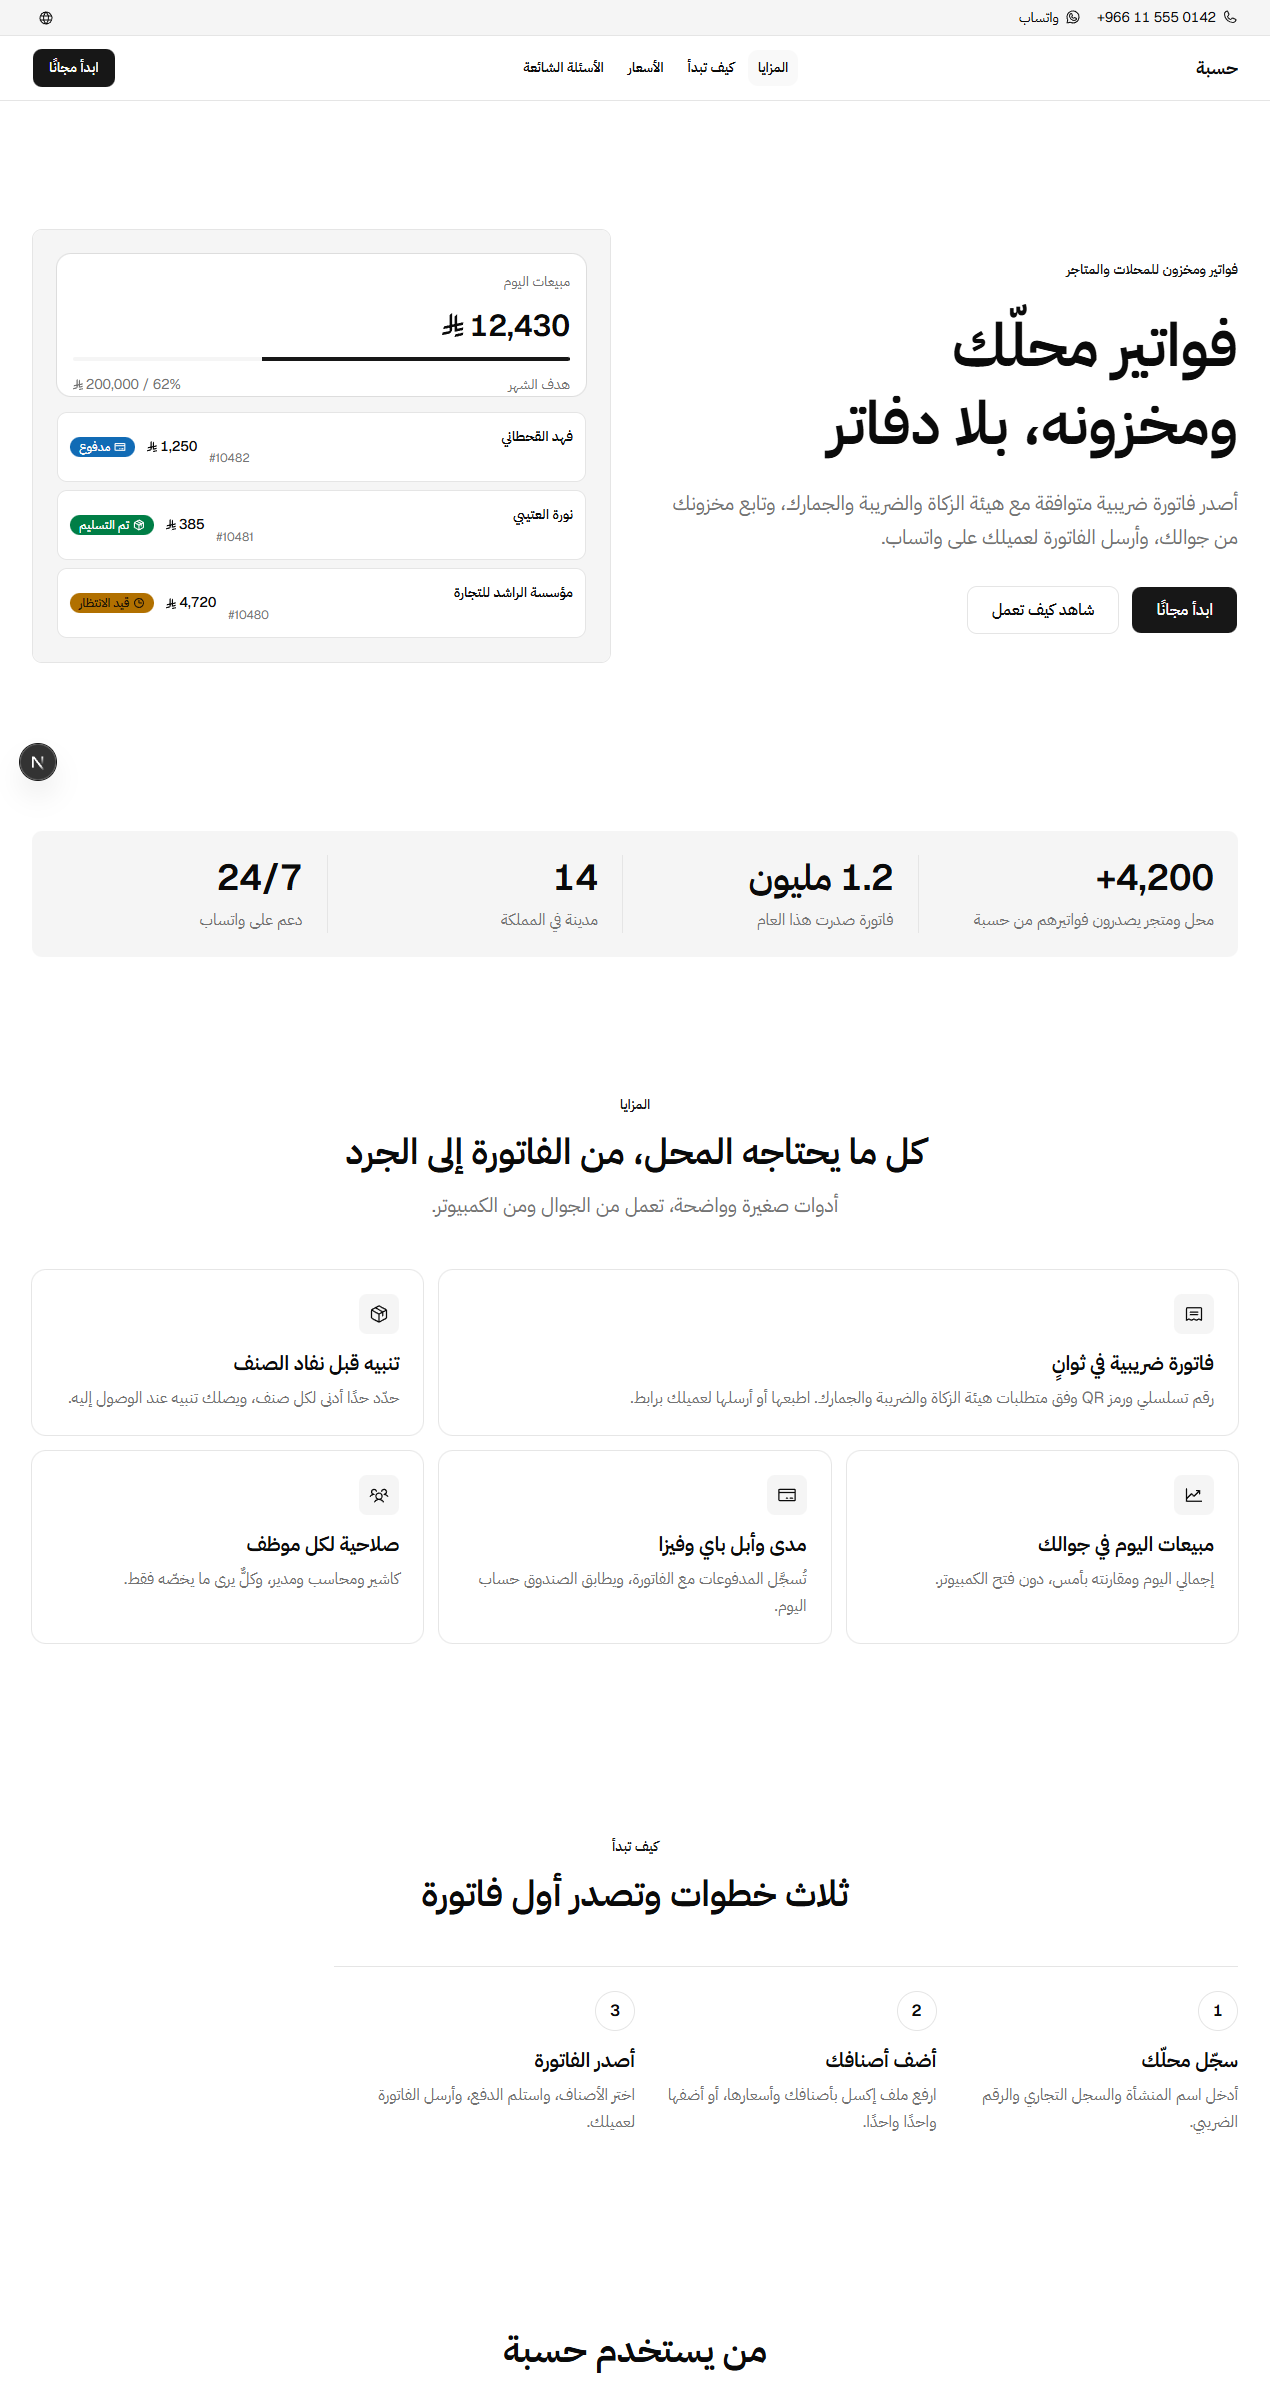 +966 11 555 0142
واتساب
حسبة
المزايا
كيف تبدأ
الأسعار
الأسئلة الشائعة
ابدأ مجانًا
فواتير ومخزون للمحلات والمتاجر
فواتير محلّك
ومخزونه، بلا دفاتر
أصدر فاتورة ضريبية متوافقة مع هيئة الزكاة والضريبة والجمارك، وتابع مخزونك
من جوالك، وأرسل الفاتورة لعميلك على واتساب.
ابدأ مجانًا
شاهد كيف تعمل
مبيعات اليوم
12,430 ⃁
هدف الشهر
62% / 200,000 ⃁
فهد القحطاني
#10482
1,250 ⃁
مدفوع
نورة العتيبي
#10481
385 ⃁
تم التسليم
مؤسسة الراشد للتجارة
#10480
4,720 ⃁
قيد الانتظار
N
+4,200
محل ومتجر يصدرون فواتيرهم من حسبة
1.2 مليون
فاتورة صدرت هذا العام
14
مدينة في المملكة
24/7
دعم على واتساب
المزايا
كل ما يحتاجه المحل، من الفاتورة إلى الجرد
أدوات صغيرة وواضحة، تعمل من الجوال ومن الكمبيوتر.
فاتورة ضريبية في ثوانٍ
رقم تسلسلي ورمز QR وفق متطلبات هيئة الزكاة والضريبة والجمارك. اطبعها أو أرسلها لعميلك برابط.
تنبيه قبل نفاد الصنف
حدّد حدًا أدنى لكل صنف، ويصلك تنبيه عند الوصول إليه.
مبيعات اليوم في جوالك
إجمالي اليوم ومقارنته بأمس، دون فتح الكمبيوتر.
مدى وأبل باي وفيزا
تُسجَّل المدفوعات مع الفاتورة، ويطابق الصندوق حساب
اليوم.
صلاحية لكل موظف
كاشير ومحاسب ومدير، وكلٌّ يرى ما يخصّه فقط.
كيف تبدأ
ثلاث خطوات وتصدر أول فاتورة
1
سجّل محلّك
أدخل اسم المنشأة والسجل التجاري والرقم
الضريبي.
2
أضف أصنافك
ارفع ملف إكسل بأصنافك وأسعارها، أو أضفها
واحدًا واحدًا.
3
أصدر الفاتورة
اختر الأصناف، واستلم الدفع، وأرسل الفاتورة
لعميلك.
من يستخدم حسبة